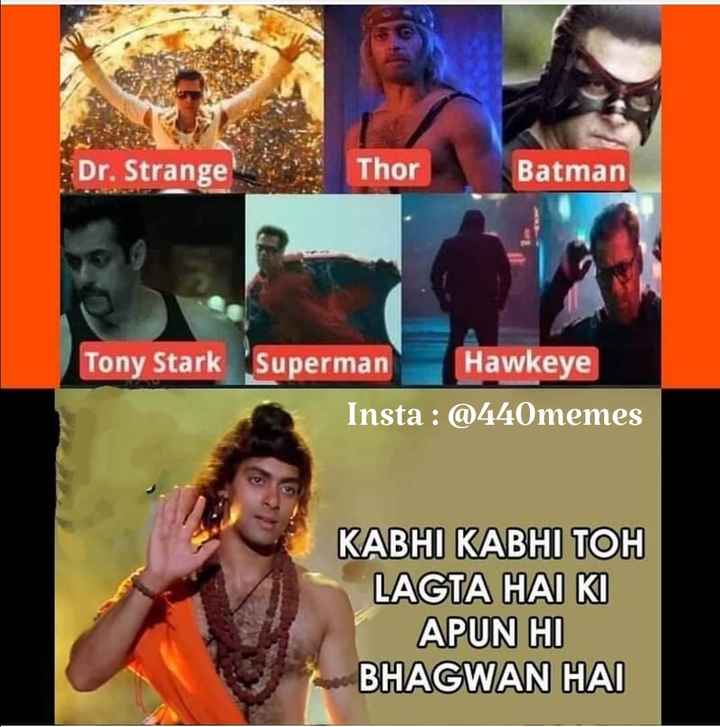 Dr. Strange
Thor
Batman
Tony Stark
Superman
Hawkeye
Insta : @440memes
KABHI KABHI TOH
LAGTA HAI KI
APUN HI
BHAGWAN HAI